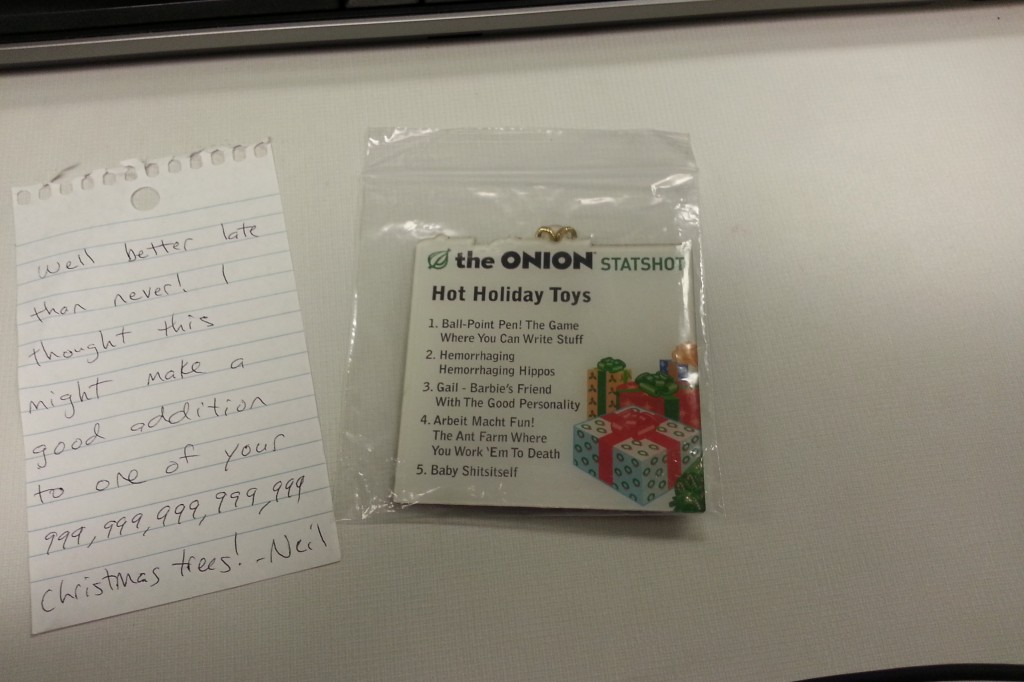 Well better late
than never! I
thought this
might make a
good addition
to one of your
999,999,999,999,999
Christmas trees! -Neil
the ONION STATSHOT
Hot Holiday Toys
1. Ball-Point Pen! The Game
Where You Can Write Stuff
2. Hemorrhaging
Hemorrhaging Hippos
3. Gail - Barbie's Friend
With The Good Personality
4. Arbeit Macht Fun!
The Ant Farm Where
You Work 'Em To Death
5. Baby Shitsitself